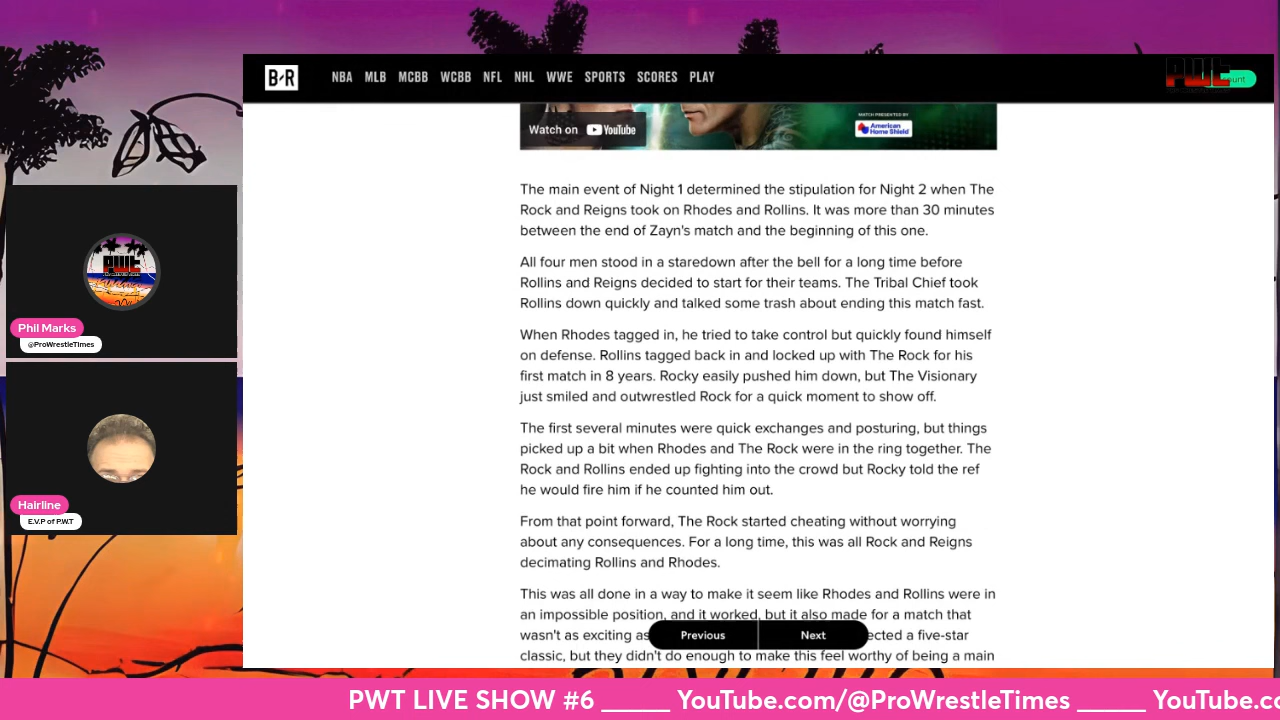 B/R NBA MLB MCBB WCBB NFL NHL WWE SPORTS SCORES PLAY
PWT
Watch on YouTube
MATCH PRESENTED BY
American
Home Shield
The main event of Night 1 determined the stipulation for Night 2 when The
Rock and Reigns took on Rhodes and Rollins. It was more than 30 minutes
between the end of Zayn's match and the beginning of this one.
All four men stood in a staredown after the bell for a long time before
Rollins and Reigns decided to start for their teams. The Tribal Chief took
Rollins down quickly and talked some trash about ending this match fast.
When Rhodes tagged in, he tried to take control but quickly found himself
on defense. Rollins tagged back in and locked up with The Rock for his
first match in 8 years. Rocky easily pushed him down, but The Visionary
just smiled and outwrestled Rock for a quick moment to show off.
The first several minutes were quick exchanges and posturing, but things
picked up a bit when Rhodes and The Rock were in the ring together. The
Rock and Rollins ended up fighting into the crowd but Rocky told the ref
he would fire him if he counted him out.
From that point forward, The Rock started cheating without worrying
about any consequences. For a long time, this was all Rock and Reigns
decimating Rollins and Rhodes.
This was all done in a way to make it seem like Rhodes and Rollins were in
an impossible position, and it worked, but it also made for a match that
wasn't as exciting as ected a five-star
classic, but they didn't do enough to make this feel worthy of being a main
Previous Next
PWT
Phil Marks
@ProWrestleTimes
Hairline
E.V.P of P.W.T
PWT LIVE SHOW #6 _____ YouTube.com/@ProWrestleTimes _____ YouTube.co